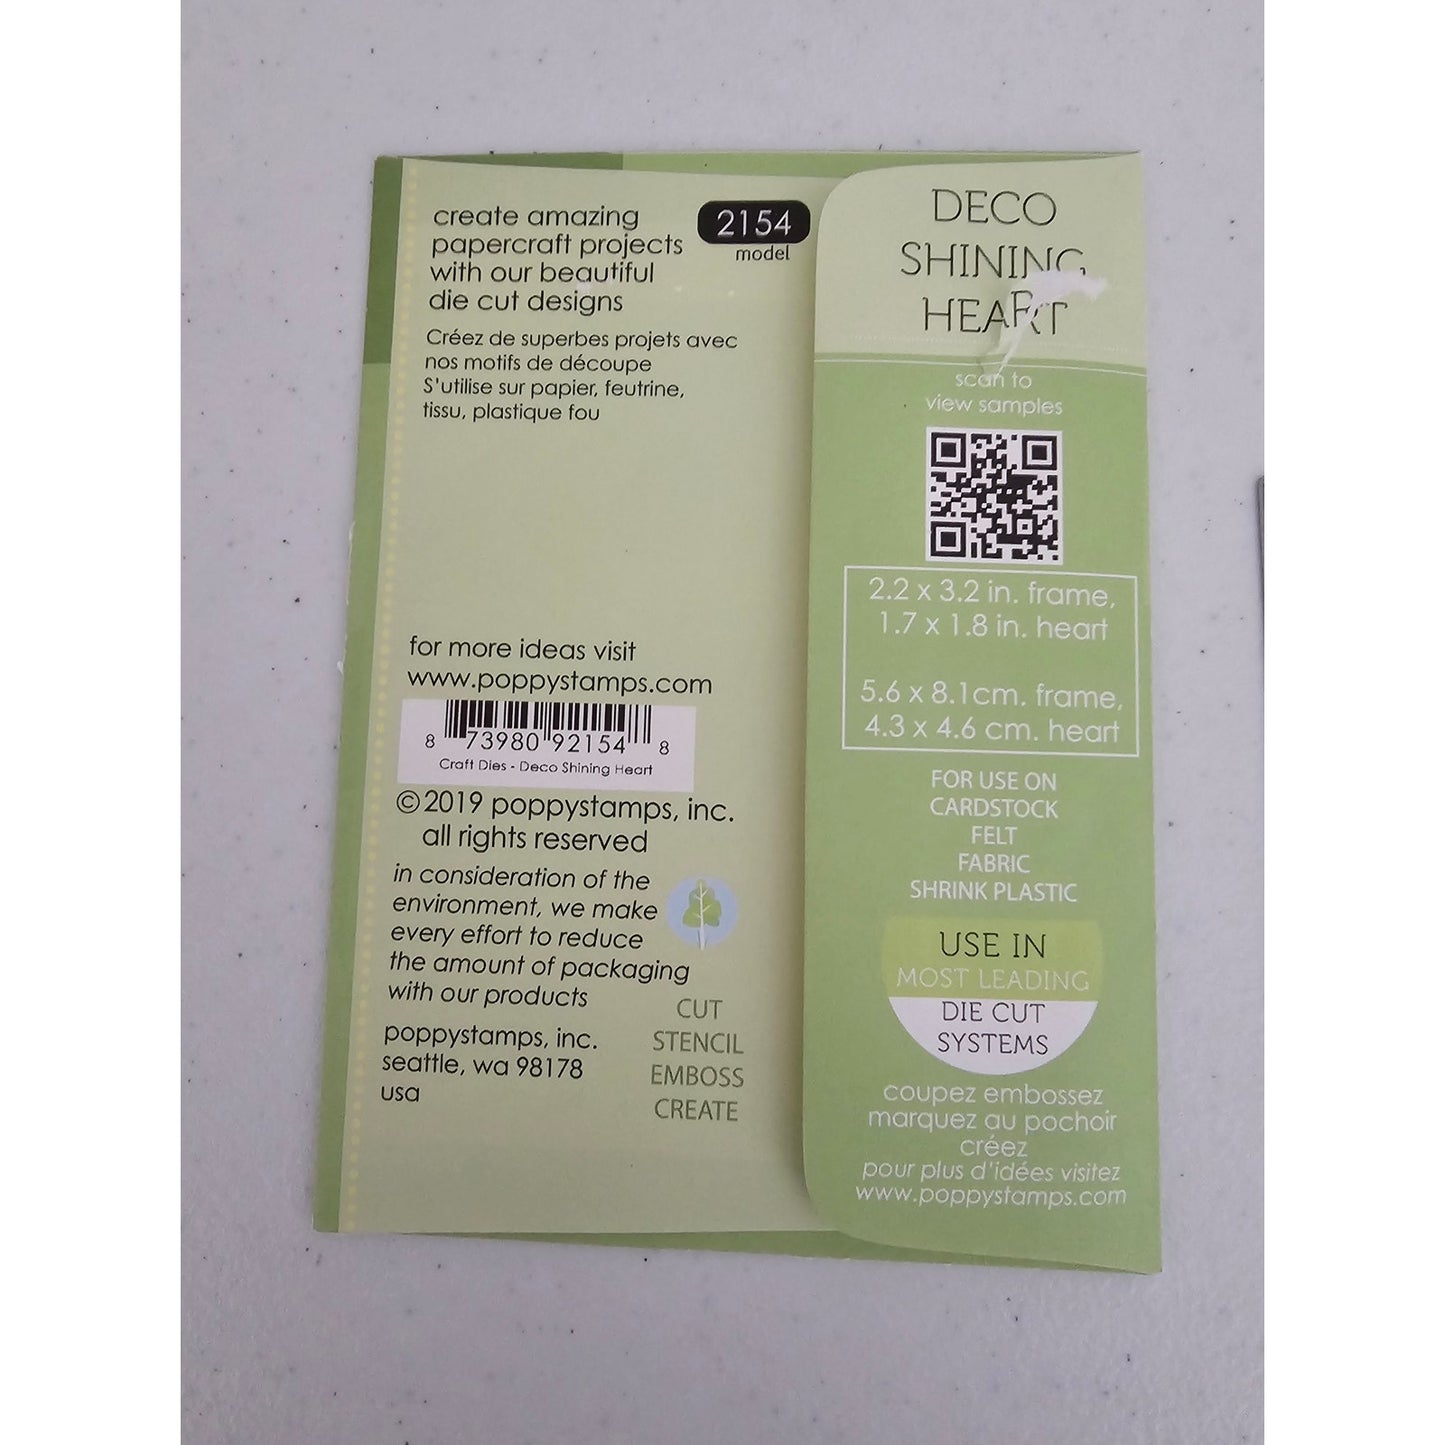 create amazing
papercraft projects
with our beautiful
die cut designs
2154
model
Créez de superbes projets avec
nos motifs de découpe
S'utilise sur papier, feutrine,
tissu, plastique fou
for more ideas visit
www.poppystamps.com
8 73980 92154 8
Craft Dies - Deco Shining Heart
©2019 poppystamps, inc.
all rights reserved
in consideration of the
environment, we make
every effort to reduce
the amount of packaging
with our products
poppystamps, inc.
seattle, wa 98178
usa
CUT
STENCIL
EMBOSS
CREATE
DECO
SHINING
HEART
scan to
view samples
2.2 x 3.2 in. frame,
1.7 x 1.8 in. heart
5.6 x 8.1cm. frame,
4.3 x 4.6 cm. heart
FOR USE ON
CARDSTOCK
FELT
FABRIC
SHRINK PLASTIC
USE IN
MOST LEADING
DIE CUT
SYSTEMS
coupez embossez
marquez au pochoir
créez
pour plus d'idées visitez
www.poppystamps.com